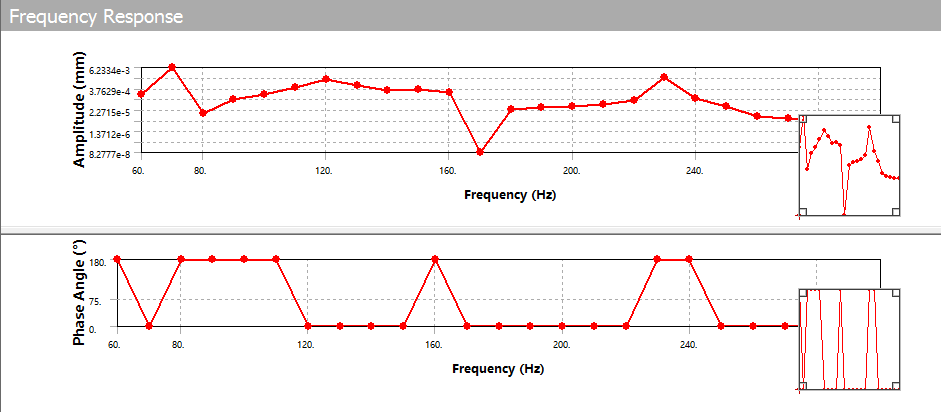 Frequency Response
Amplitude (mm)
6.2334e-3
3.7629e-4
2.2715e-5
1.3712e-6
8.2777e-8
60. 80. 120. 160. 200. 240.
Frequency (Hz)
Phase Angle (°)
180.
75.
0.
60. 80. 120. 160. 200. 240.
Frequency (Hz)